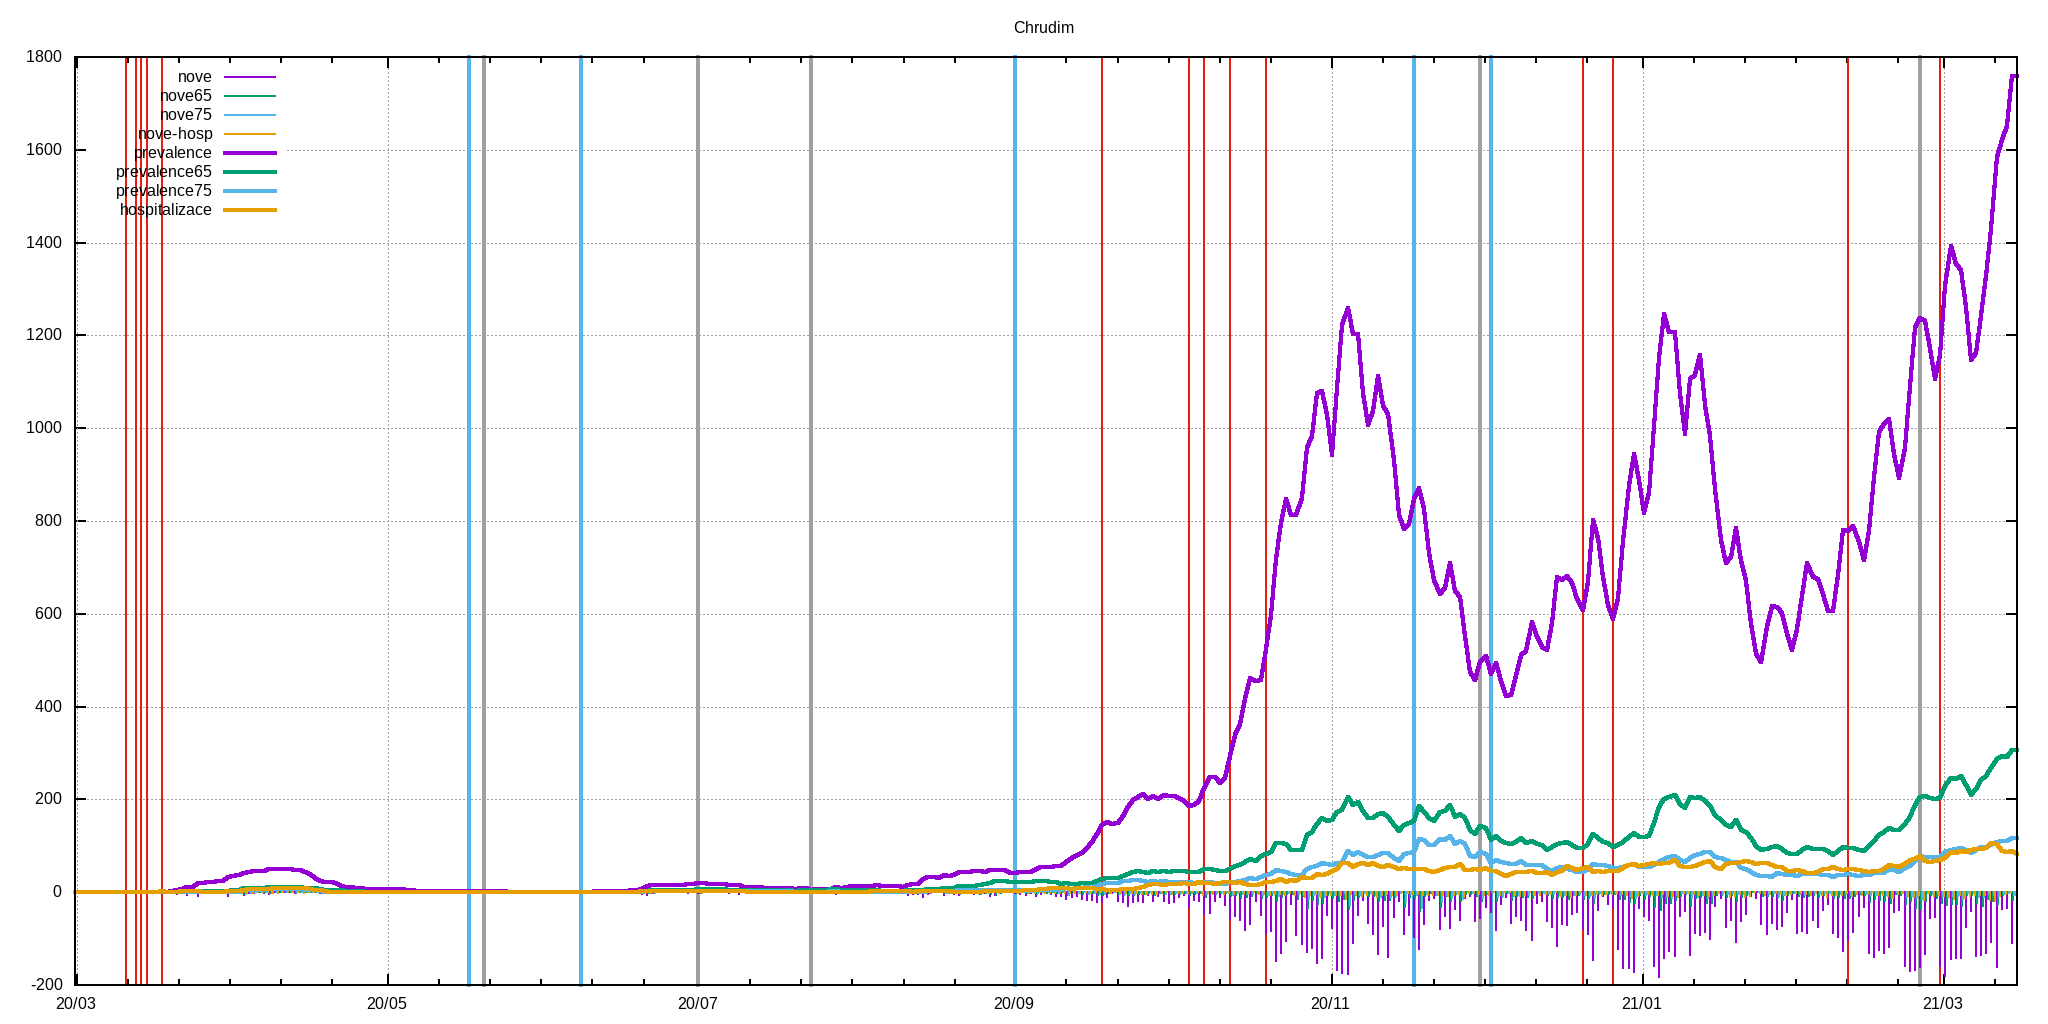 Chrudim
1800
1600
1400
1200
1000
800
600
400
200
0
-200
nove
nove65
nove75
nove-hosp
prevalence
prevalence65
prevalence75
hospitalizace
20/03 20/05 20/07 20/09 20/11 21/01 21/03